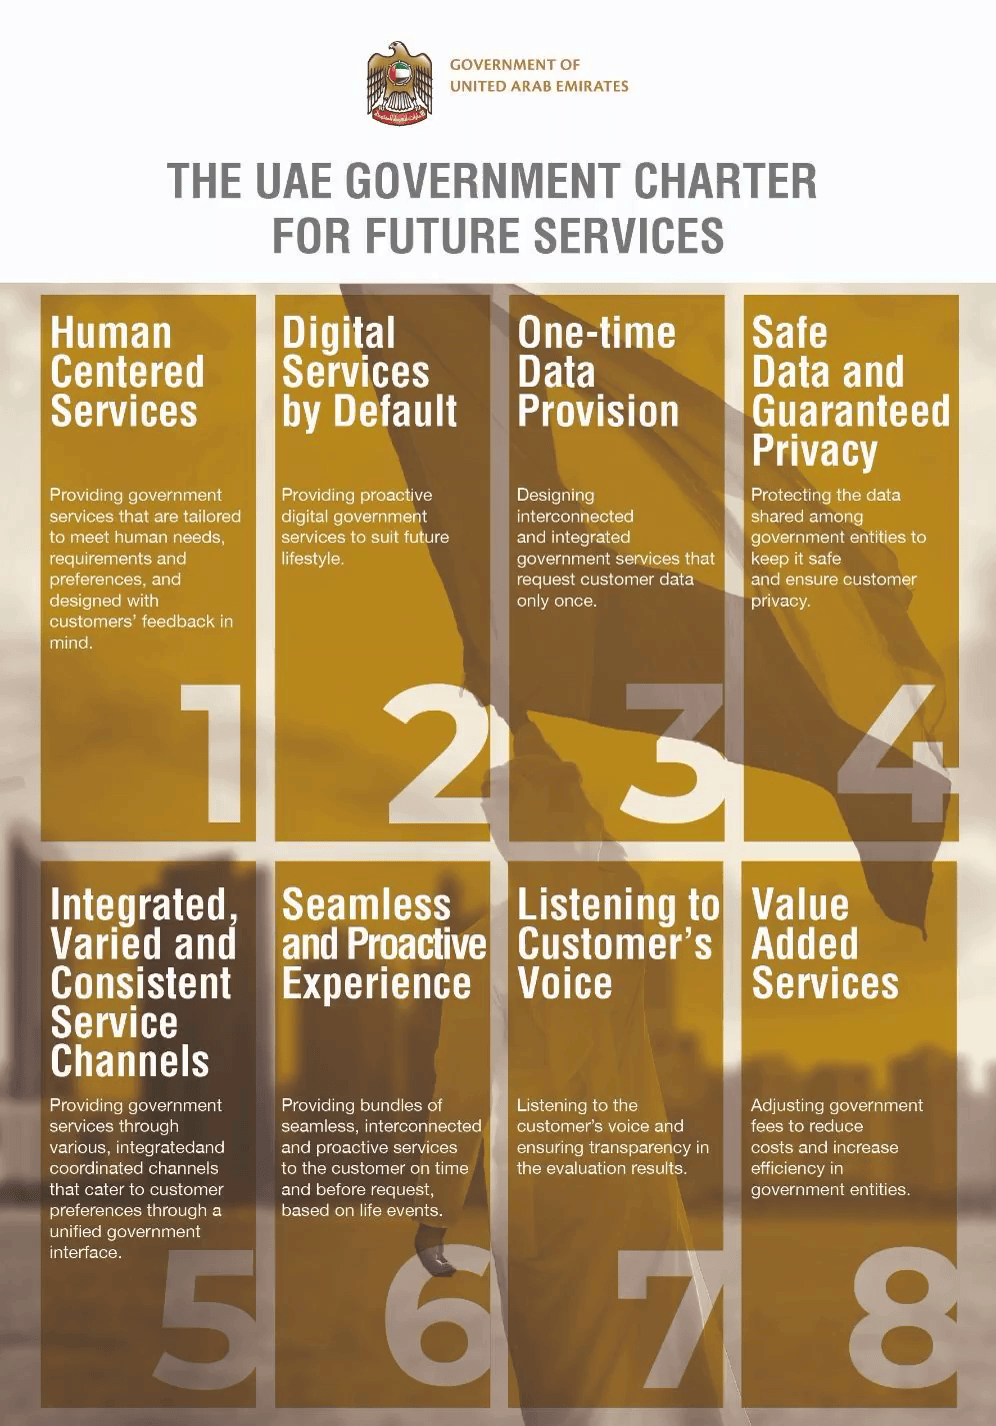 GOVERNMENT OF
UNITED ARAB EMIRATES
THE UAE GOVERNMENT CHARTER
FOR FUTURE SERVICES
Human
Centered
Services
Providing government
services that are tailored
to meet human needs,
requirements and
preferences, and
designed with
customers’ feedback in
mind.
1
Digital
Services
by Default
Providing proactive
digital government
services to suit future
lifestyle.
2
One-time
Data
Provision
Designing
interconnected
and integrated
government services that
request customer data
only once.
3
Safe
Data and
Guaranteed
Privacy
Protecting the data
shared among
government entities to
keep it safe
and ensure customer
privacy.
4
Integrated,
Varied and
Consistent
Service
Channels
Providing government
services through
various, integratedand
coordinated channels
that cater to customer
preferences through a
unified government
interface.
5
Seamless
and Proactive
Experience
Providing bundles of
seamless, interconnected
and proactive services
to the customer on time
and before request,
based on life events.
6
Listening to
Customer’s
Voice
Listening to the
customer’s voice and
ensuring transparency in
the evaluation results.
7
Value
Added
Services
Adjusting government
fees to reduce
costs and increase
efficiency in
government entities.
8